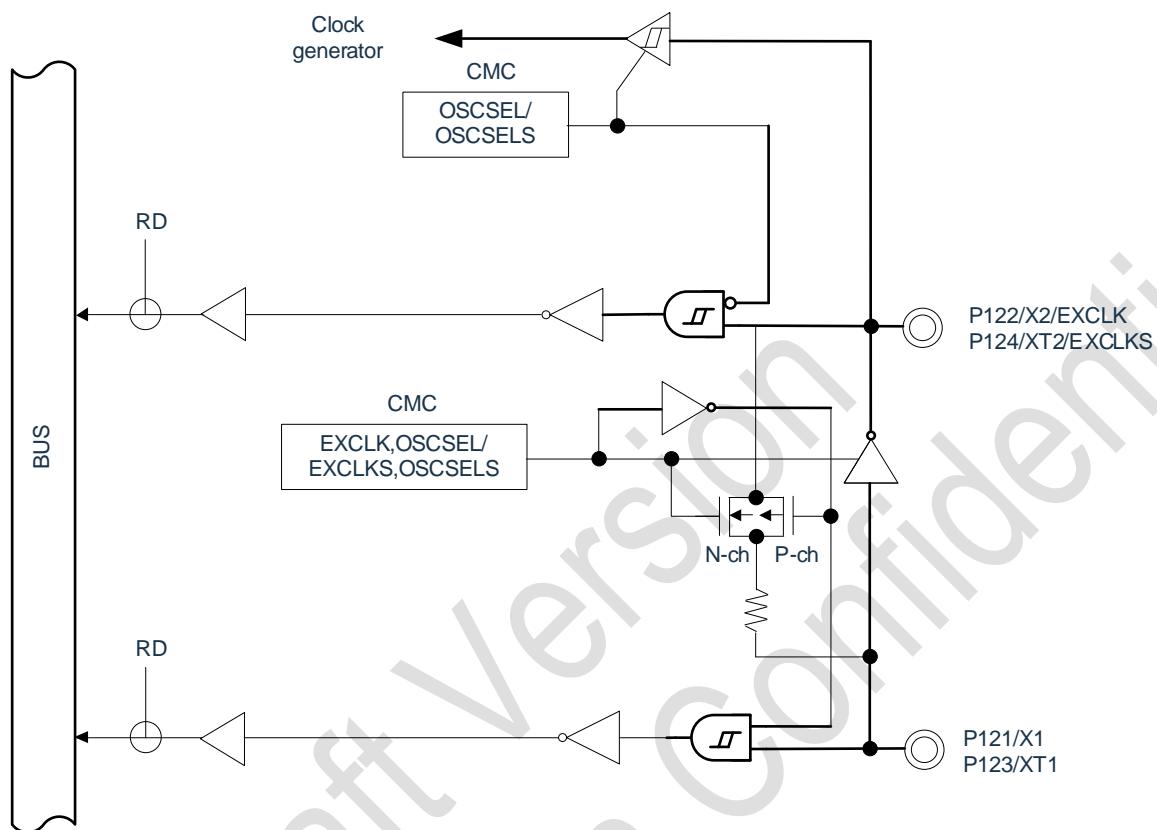 Clock
generator
CMC
OSCSEL/
OSCSELS
RD
P122/X2/EXCLK
P124/XT2/EXCLKS
CMC
EXCLK,OSCSEL/
EXCLKS,OSCSELS
BUS
N-ch
P-ch
RD
P121/X1
P123/XT1
Version